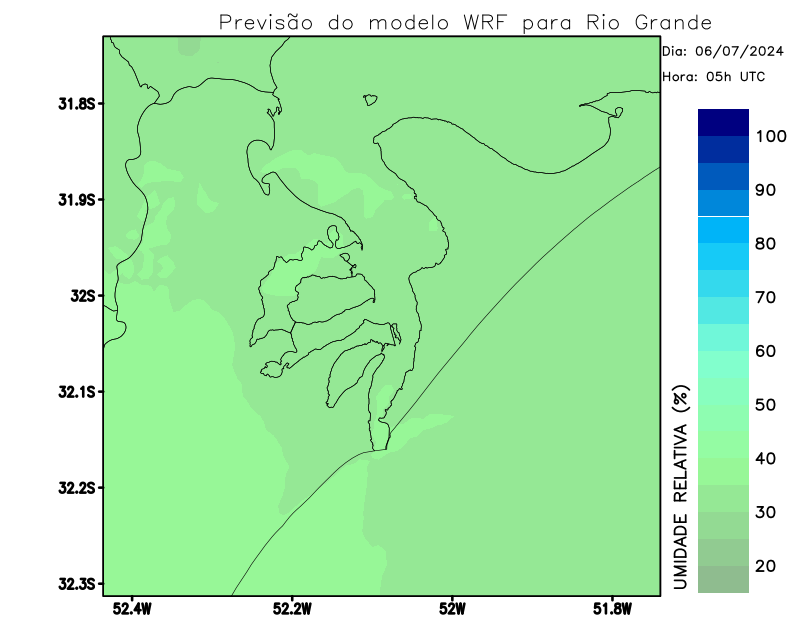 Previsão do modelo WRF para Rio Grande
Dia: 06/07/2024
Hora: 05h UTC
31.8S
31.9S
32S
32.1S
32.2S
32.3S
52.4W
52.2W
52W
51.8W
100
90
80
70
60
50
40
30
20
UMIDADE RELATIVA (%)